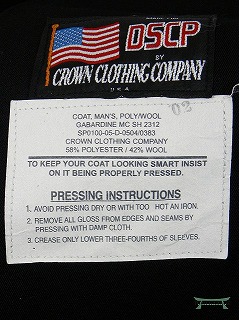 DSCP
BY
CROWN CLOTHING COMPANY
U.S.A.
03
COAT, MAN'S, POLY/WOOL
GABARDINE MC SH 2312
SP0100-05-D-0504/0383
CROWN CLOTHING COMPANY
58% POLYESTER / 42% WOOL
TO KEEP YOUR COAT LOOKING SMART INSIST
ON IT BEING PROPERLY PRESSED.
PRESSING INSTRUCTIONS
1. AVOID PRESSING DRY OR WITH TOO HOT AN IRON.
2. REMOVE ALL GLOSS FROM EDGES AND SEAMS BY
PRESSING WITH DAMP CLOTH.
3. CREASE ONLY LOWER THREE-FOURTHS OF SLEEVES.